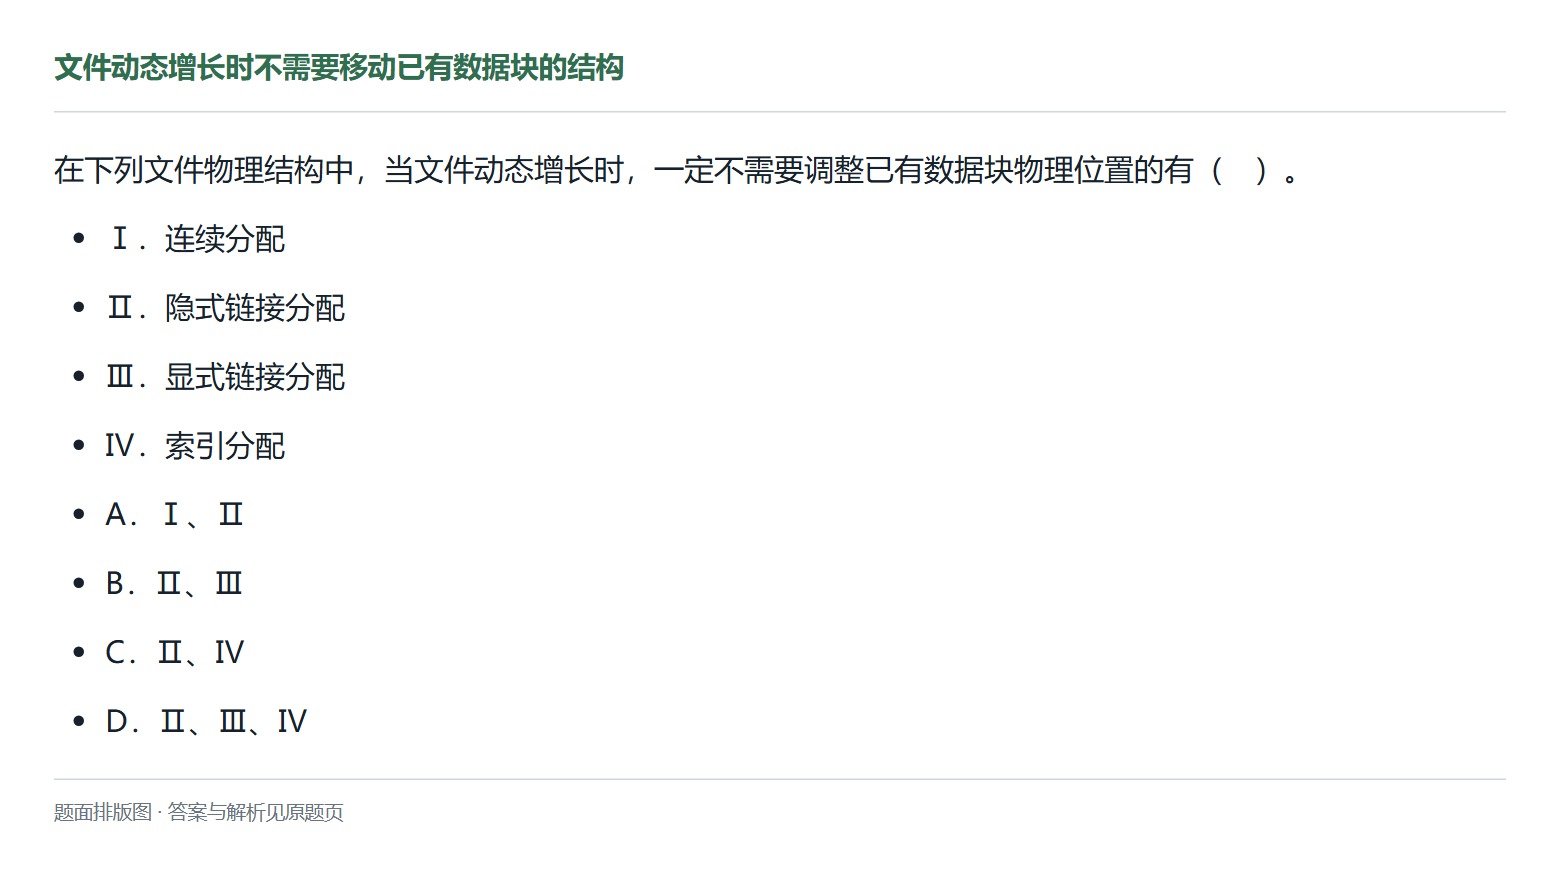 文件动态增长时不需要移动已有数据块的结构
在下列文件物理结构中，当文件动态增长时，一定不需要调整已有数据块物理位置的有（　）。
• Ⅰ．连续分配
• Ⅱ．隐式链接分配
• Ⅲ．显式链接分配
• Ⅳ．索引分配
• A．Ⅰ、Ⅱ
• B．Ⅱ、Ⅲ
• C．Ⅱ、Ⅳ
• D．Ⅱ、Ⅲ、Ⅳ
题面排版图 · 答案与解析见原题页